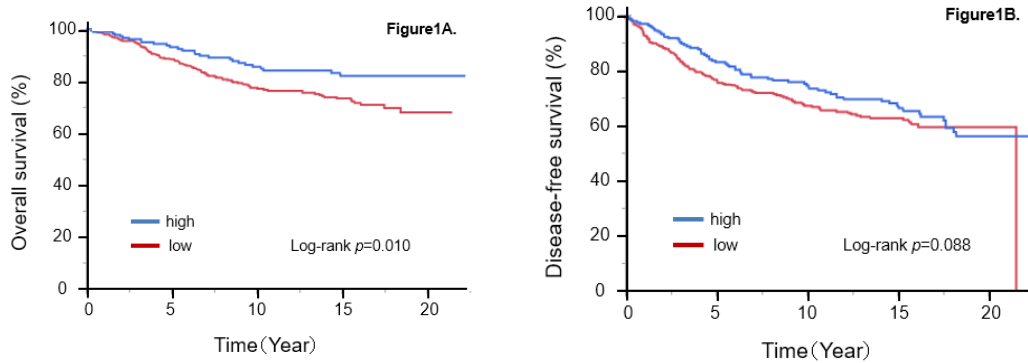 Figure1A.
Overall survival (%)
100
80
60
40
20
0
high
low
Log-rank p=0.010
0 5 10 15 20
Time(Year)
Figure1B.
Disease-free survival (%)
100
80
60
40
20
0
high
low
Log-rank p=0.088
0 5 10 15 20
Time(Year)